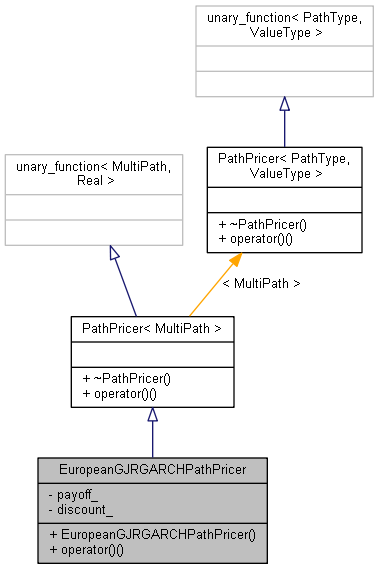 unary_function< PathType,
ValueType >
PathPricer< PathType,
ValueType >
+ ~PathPricer()
+ operator()()
unary_function< MultiPath,
Real >
< MultiPath >
PathPricer< MultiPath >
+ ~PathPricer()
+ operator()()
EuropeanGJRGARCHPathPricer
- payoff_
- discount_
+ EuropeanGJRGARCHPathPricer()
+ operator()()